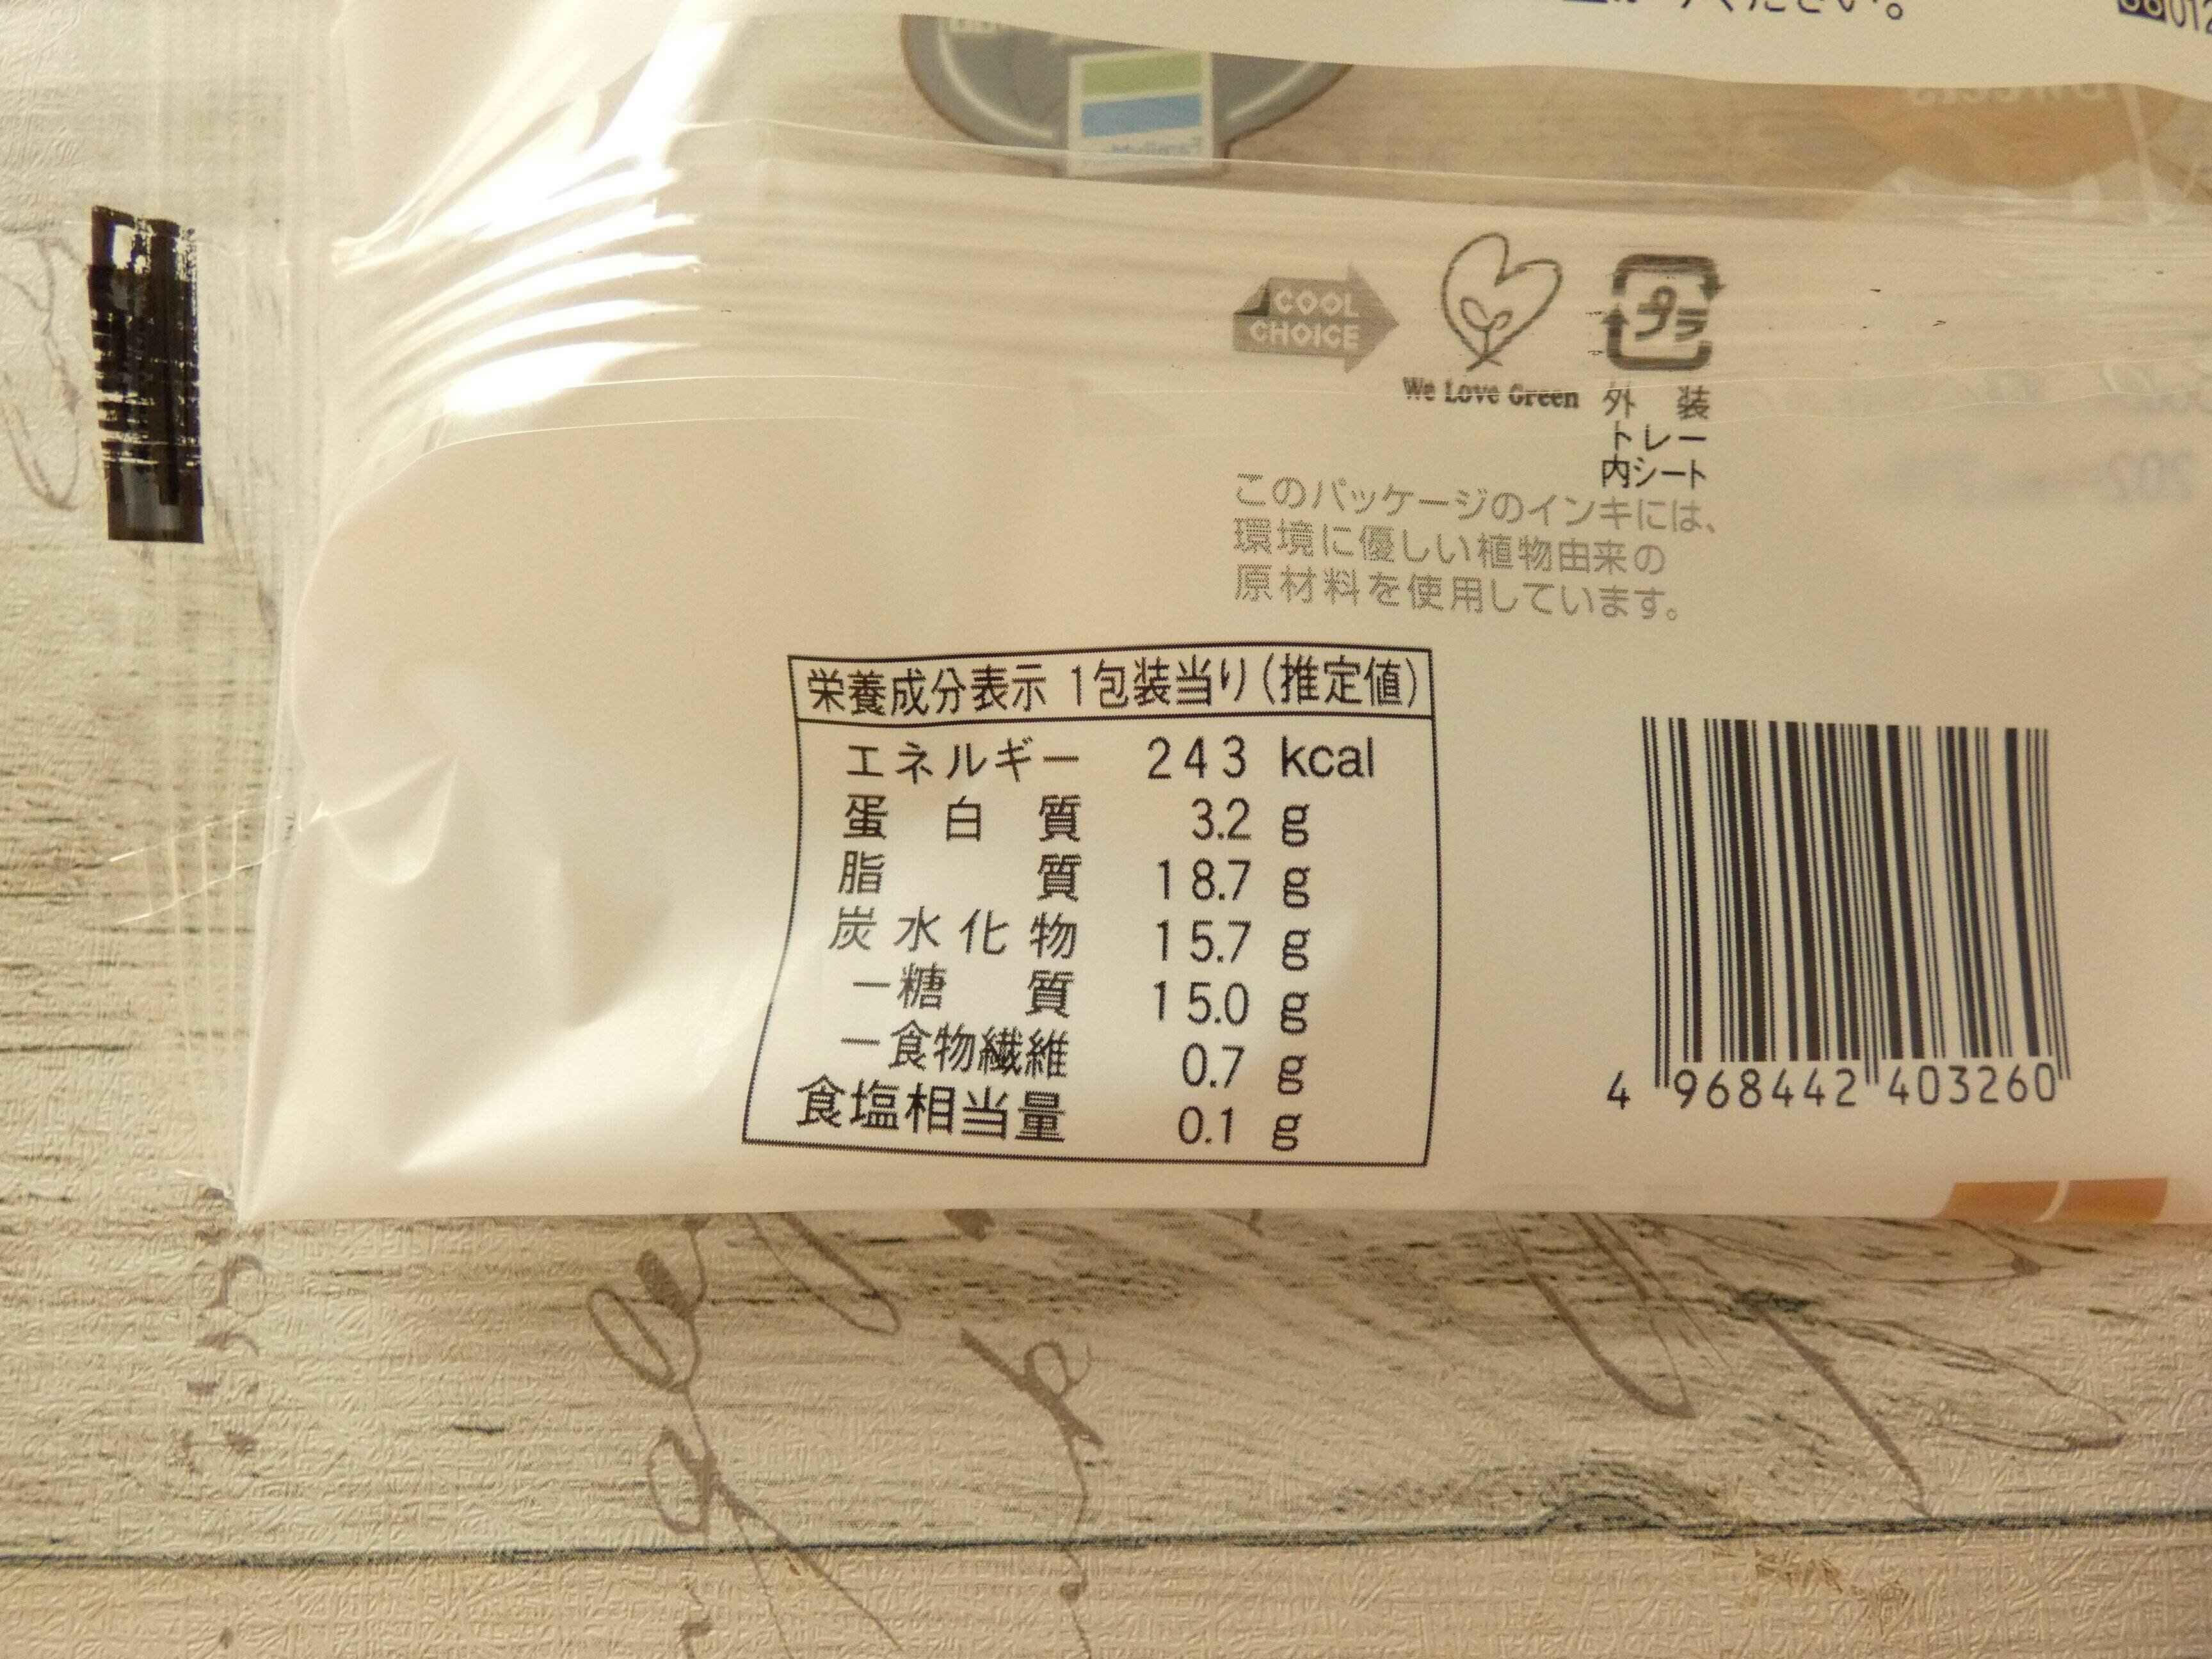 ください。
012
COOL
CHOICE
We Love Green
プラ
外装
トレー
内シート
このパッケージのインキには、
環境に優しい植物由来の
原材料を使用しています。
栄養成分表示 1包装当り(推定値)
エネルギー 243 kcal
蛋白質 3.2 g
脂質 18.7 g
炭水化物 15.7 g
ー糖質 15.0 g
ー食物繊維 0.7 g
食塩相当量 0.1 g
4 968442 403260